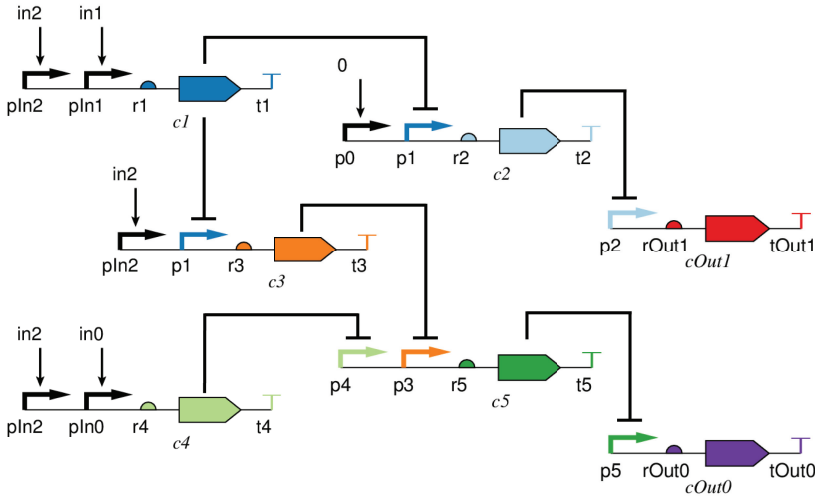 in2 in1
pIn2 pIn1 r1 c1 t1
0
p0 p1 r2 c2 t2
in2
p2 rOut1 cOut1 tOut1
pIn2 p1 r3 c3 t3
in2 in0
p4 p3 r5 c5 t5
pIn2 pIn0 r4 c4 t4
p5 rOut0 cOut0 tOut0